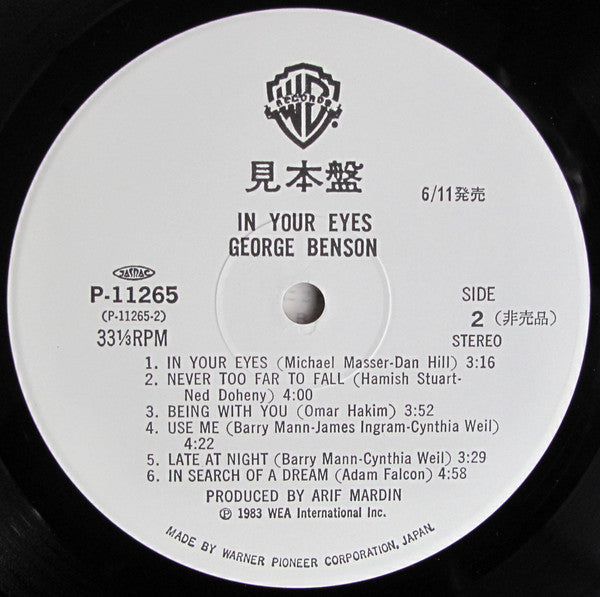 WB
RECORDS
見本盤
6/11発売
IN YOUR EYES
GEORGE BENSON
JASRAC
P-11265
(P-11265-2)
33⅓RPM
SIDE
2 (非売品)
STEREO
1. IN YOUR EYES (Michael Masser-Dan Hill) 3:16
2. NEVER TOO FAR TO FALL (Hamish Stuart-
Ned Doheny) 4:00
3. BEING WITH YOU (Omar Hakim) 3:52
4. USE ME (Barry Mann-James Ingram-Cynthia Weil)
4:22
5. LATE AT NIGHT (Barry Mann-Cynthia Weil) 3:29
6. IN SEARCH OF A DREAM (Adam Falcon) 4:58
PRODUCED BY ARIF MARDIN
Ⓟ 1983 WEA International Inc.
MADE BY WARNER PIONEER CORPORATION, JAPAN.